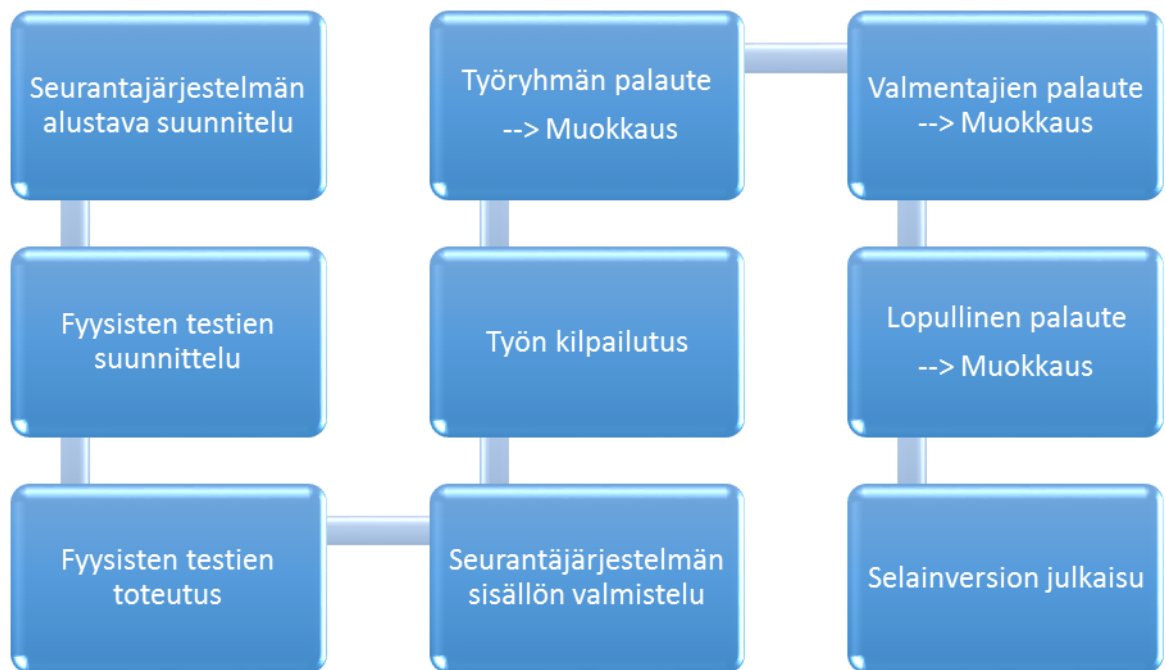 Seurantajärjestelmän
alustava suunnitelu
Fyysisten testien
suunnittelu
Fyysisten testien
toteutus
Seurantäjärjestelmän
sisällön valmistelu
Työn kilpailutus
Työryhmän palaute
--> Muokkaus
Valmentajien palaute
--> Muokkaus
Lopullinen palaute
--> Muokkaus
Selainversion julkaisu